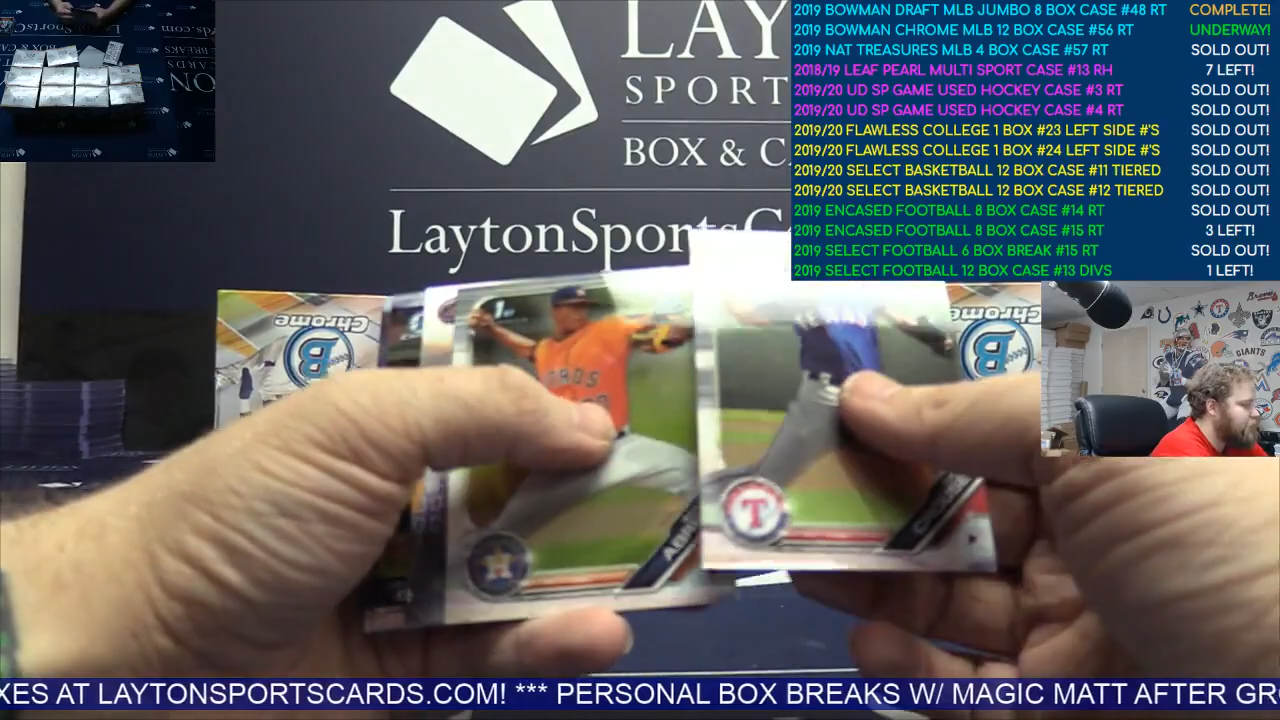 2019 BOWMAN DRAFT MLB JUMBO 8 BOX CASE #48 RT COMPLETE!
2019 BOWMAN CHROME MLB 12 BOX CASE #56 RT UNDERWAY!
2019 NAT TREASURES MLB 4 BOX CASE #57 RT SOLD OUT!
2018/19 LEAF PEARL MULTI SPORT CASE #13 RH 7 LEFT!
2019/20 UD SP GAME USED HOCKEY CASE #3 RT SOLD OUT!
2019/20 UD SP GAME USED HOCKEY CASE #4 RT SOLD OUT!
2019/20 FLAWLESS COLLEGE 1 BOX #23 LEFT SIDE #'S SOLD OUT!
2019/20 FLAWLESS COLLEGE 1 BOX #24 LEFT SIDE #'S SOLD OUT!
2019/20 SELECT BASKETBALL 12 BOX CASE #11 TIERED SOLD OUT!
2019/20 SELECT BASKETBALL 12 BOX CASE #12 TIERED SOLD OUT!
2019 ENCASED FOOTBALL 8 BOX CASE #14 RT SOLD OUT!
2019 ENCASED FOOTBALL 8 BOX CASE #15 RT 3 LEFT!
2019 SELECT FOOTBALL 6 BOX BREAK #15 RT SOLD OUT!
2019 SELECT FOOTBALL 12 BOX CASE #13 DIVS 1 LEFT!
LAY
SPORT
BOX & C
LaytonSportsC
Chrome
B
Chrome
B
1st
T
GIANTS
XES AT LAYTONSPORTSCARDS.COM! *** PERSONAL BOX BREAKS W/ MAGIC MATT AFTER GR